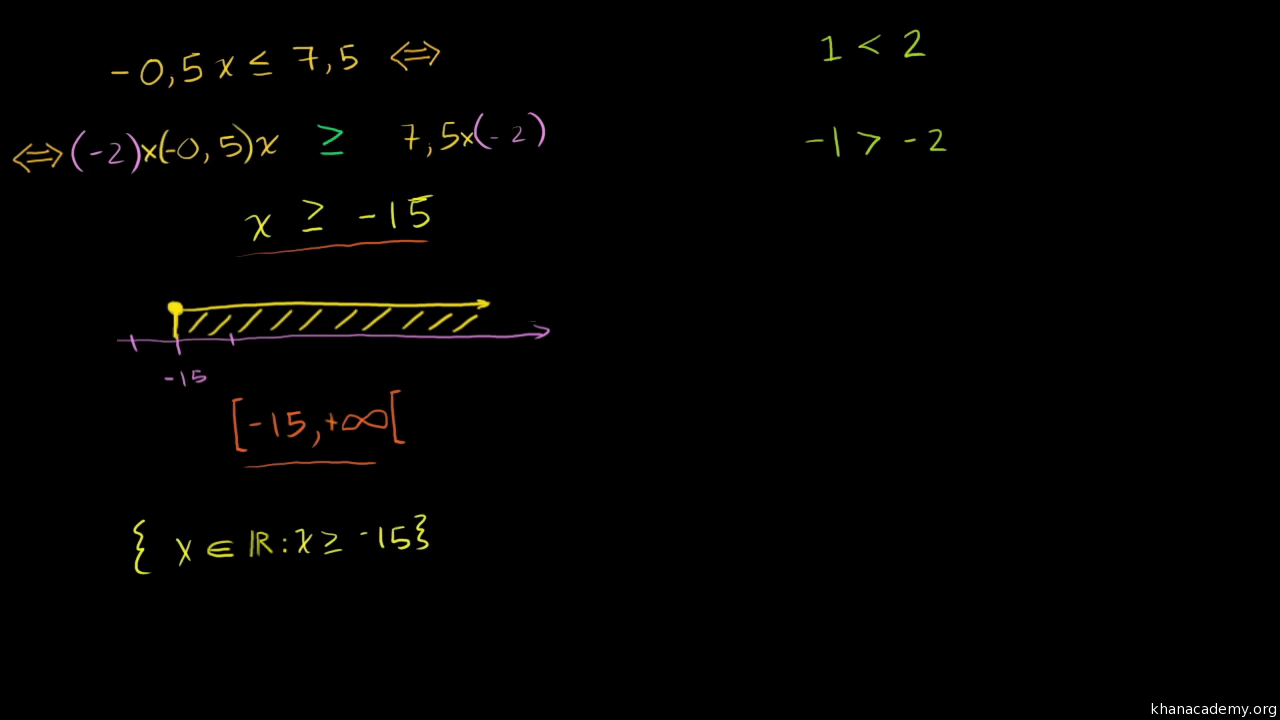 -0,5x ≤ 7,5 ⇔
⇔ (-2)x(-0,5)x ≥ 7,5x(-2)
x ≥ -15
-15
[-15,+∞[
{ x ∈ ℝ : x ≥ -15}
1 < 2
-1 > -2
khanacademy.org